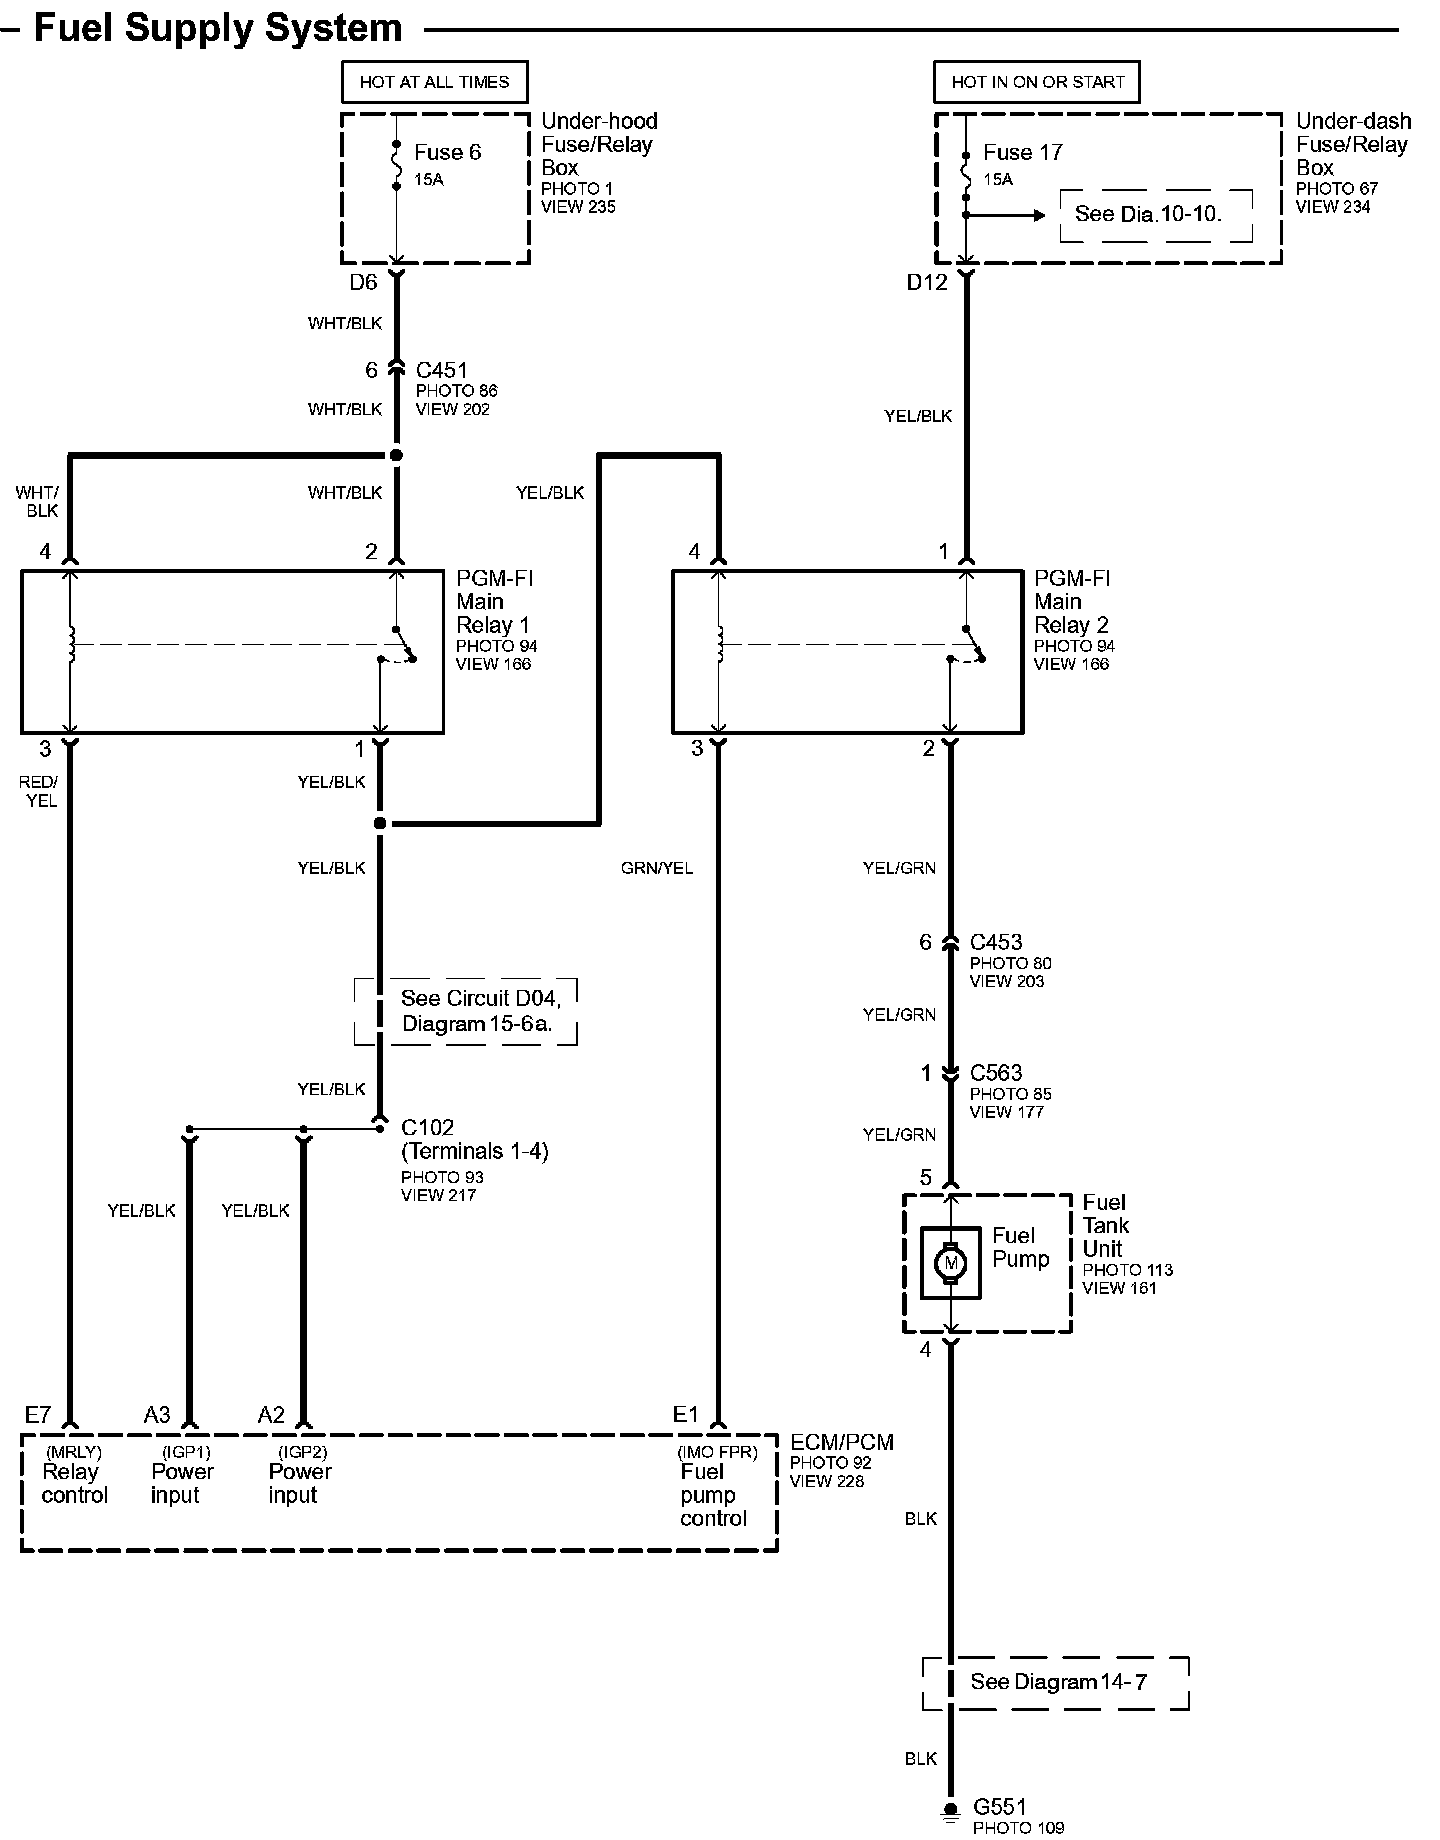 Fuel Supply System
HOT AT ALL TIMES
HOT IN ON OR START
Fuse 6
15A
Under-hood
Fuse/Relay
Box
PHOTO 1
VIEW 235
Fuse 17
15A
See Dia.10-10.
Under-dash
Fuse/Relay
Box
PHOTO 67
VIEW 234
D6
D12
WHT/BLK
6
C451
PHOTO 86
VIEW 202
WHT/BLK
YEL/BLK
WHT/
BLK
WHT/BLK
YEL/BLK
4
2
4
1
PGM-FI
Main
Relay 1
PHOTO 94
VIEW 166
PGM-FI
Main
Relay 2
PHOTO 94
VIEW 166
3
1
3
2
RED/
YEL
YEL/BLK
YEL/BLK
GRN/YEL
YEL/GRN
6
C453
PHOTO 80
VIEW 203
See Circuit D04,
Diagram 15-6a.
YEL/GRN
1
C563
PHOTO 85
VIEW 177
YEL/BLK
C102
(Terminals 1-4)
PHOTO 93
VIEW 217
YEL/GRN
5
YEL/BLK
YEL/BLK
Fuel
Pump
M
Fuel
Tank
Unit
PHOTO 113
VIEW 161
4
E7
A3
A2
E1
(MRLY)
Relay
control
(IGP1)
Power
input
(IGP2)
Power
input
(IMO FPR)
Fuel
pump
control
ECM/PCM
PHOTO 92
VIEW 228
BLK
See Diagram 14-7
BLK
G551
PHOTO 109